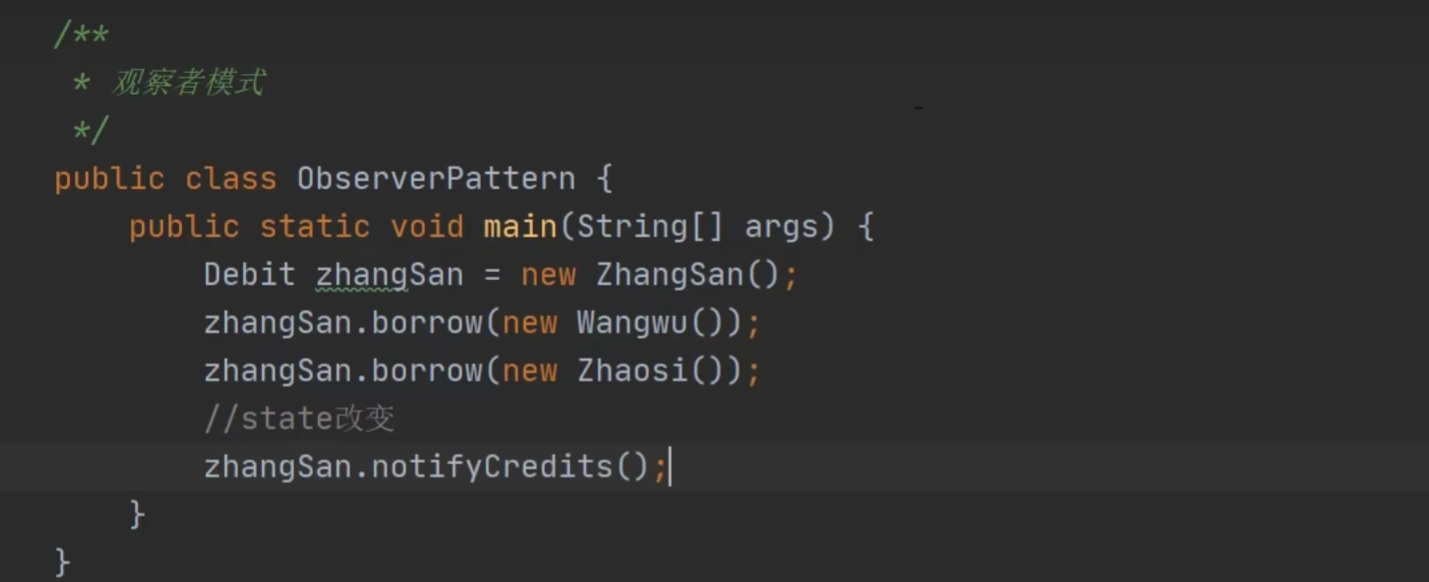 /**
* 观察者模式
*/
public class ObserverPattern {
public static void main(String[] args) {
Debit zhangSan = new ZhangSan();
zhangSan.borrow(new Wangwu());
zhangSan.borrow(new Zhaosi());
//state改变
zhangSan.notifyCredits();
}
}